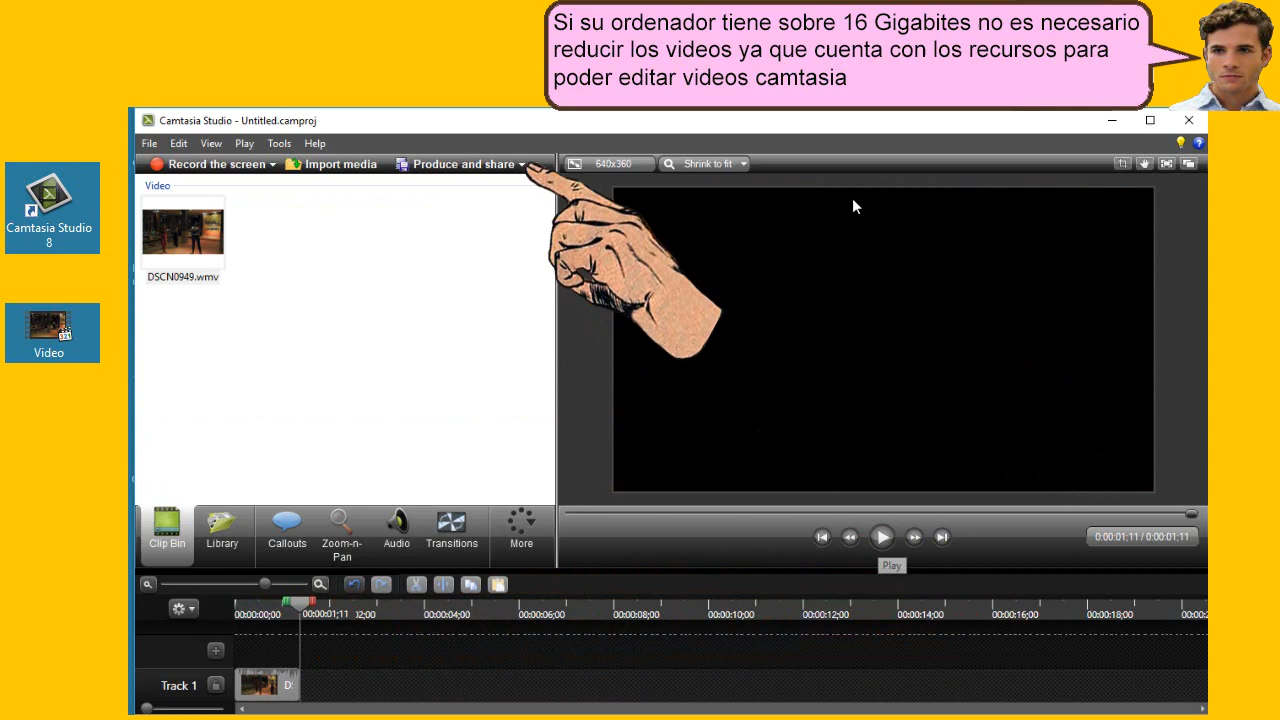 Si su ordenador tiene sobre 16 Gigabites no es necesario
reducir los videos ya que cuenta con los recursos para
poder editar videos camtasia
Camtasia Studio - Untitled.camproj
File Edit View Play Tools Help
Record the screen Import media Produce and share
640x360 Shrink to fit
Video
DSCN0949.wmv
Camtasia Studio
8
Video
Clip Bin Library Callouts Zoom-n-
Pan Audio Transitions More
0:00:01;11 / 0:00:01;11
Play
00:00:00;00 00:00:01;11 )2;00 00:00:04;00 00:00:06;00 00:00:08;00 00:00:10;00 00:00:12;00 00:00:14;00 00:00:16;00 00:00:18;00
Track 1